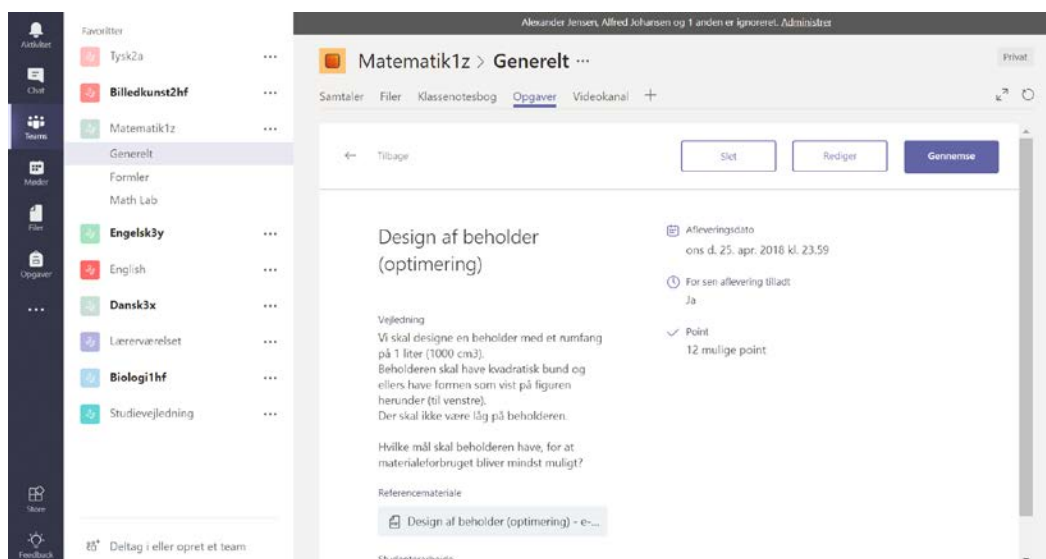 Alexander Jensen, Alfred Johansen og 1 anden er ignoreret. Administrer
Aktivitet
Chat
Teams
Møder
Filer
Opgaver
Store
Feedback
Favoritter
Tysk2a
Billedkunst2hf
Matematik1z
Generelt
Formler
Math Lab
Engelsk3y
English
Dansk3x
Lærerværelset
Biologi1hf
Studievejledning
Deltag i eller opret et team
Matematik1z > Generelt ...
Privat
Samtaler Filer Klassenotesbog Opgaver Videokanal +
← Tilbage
Slet
Rediger
Gennemse
Design af beholder
(optimering)
Vejledning
Vi skal designe en beholder med et rumfang
på 1 liter (1000 cm3).
Beholderen skal have kvadratisk bund og
ellers have formen som vist på figuren
herunder (til venstre).
Der skal ikke være låg på beholderen.
Hvilke mål skal beholderen have, for at
materialeforbruget bliver mindst muligt?
Referencemateriale
Design af beholder (optimering) - e-...
Afleveringsdato
ons d. 25. apr. 2018 kl. 23.59
For sen aflevering tilladt
Ja
Point
12 mulige point